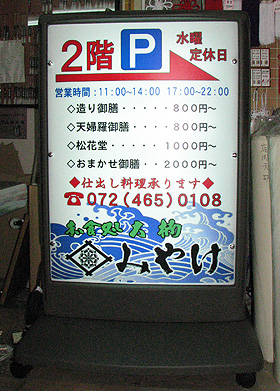 2階 P 水曜
定休日
営業時間：11:00～14:00 17:00～22:00
◇造り御膳・・・・・800円～
◇天婦羅御膳・・・・800円～
◇松花堂・・・・・・1000円～
◇おまかせ御膳・・・2000円～
◆仕出し料理承ります◆
☎072(465)0108
お食処
みやけ